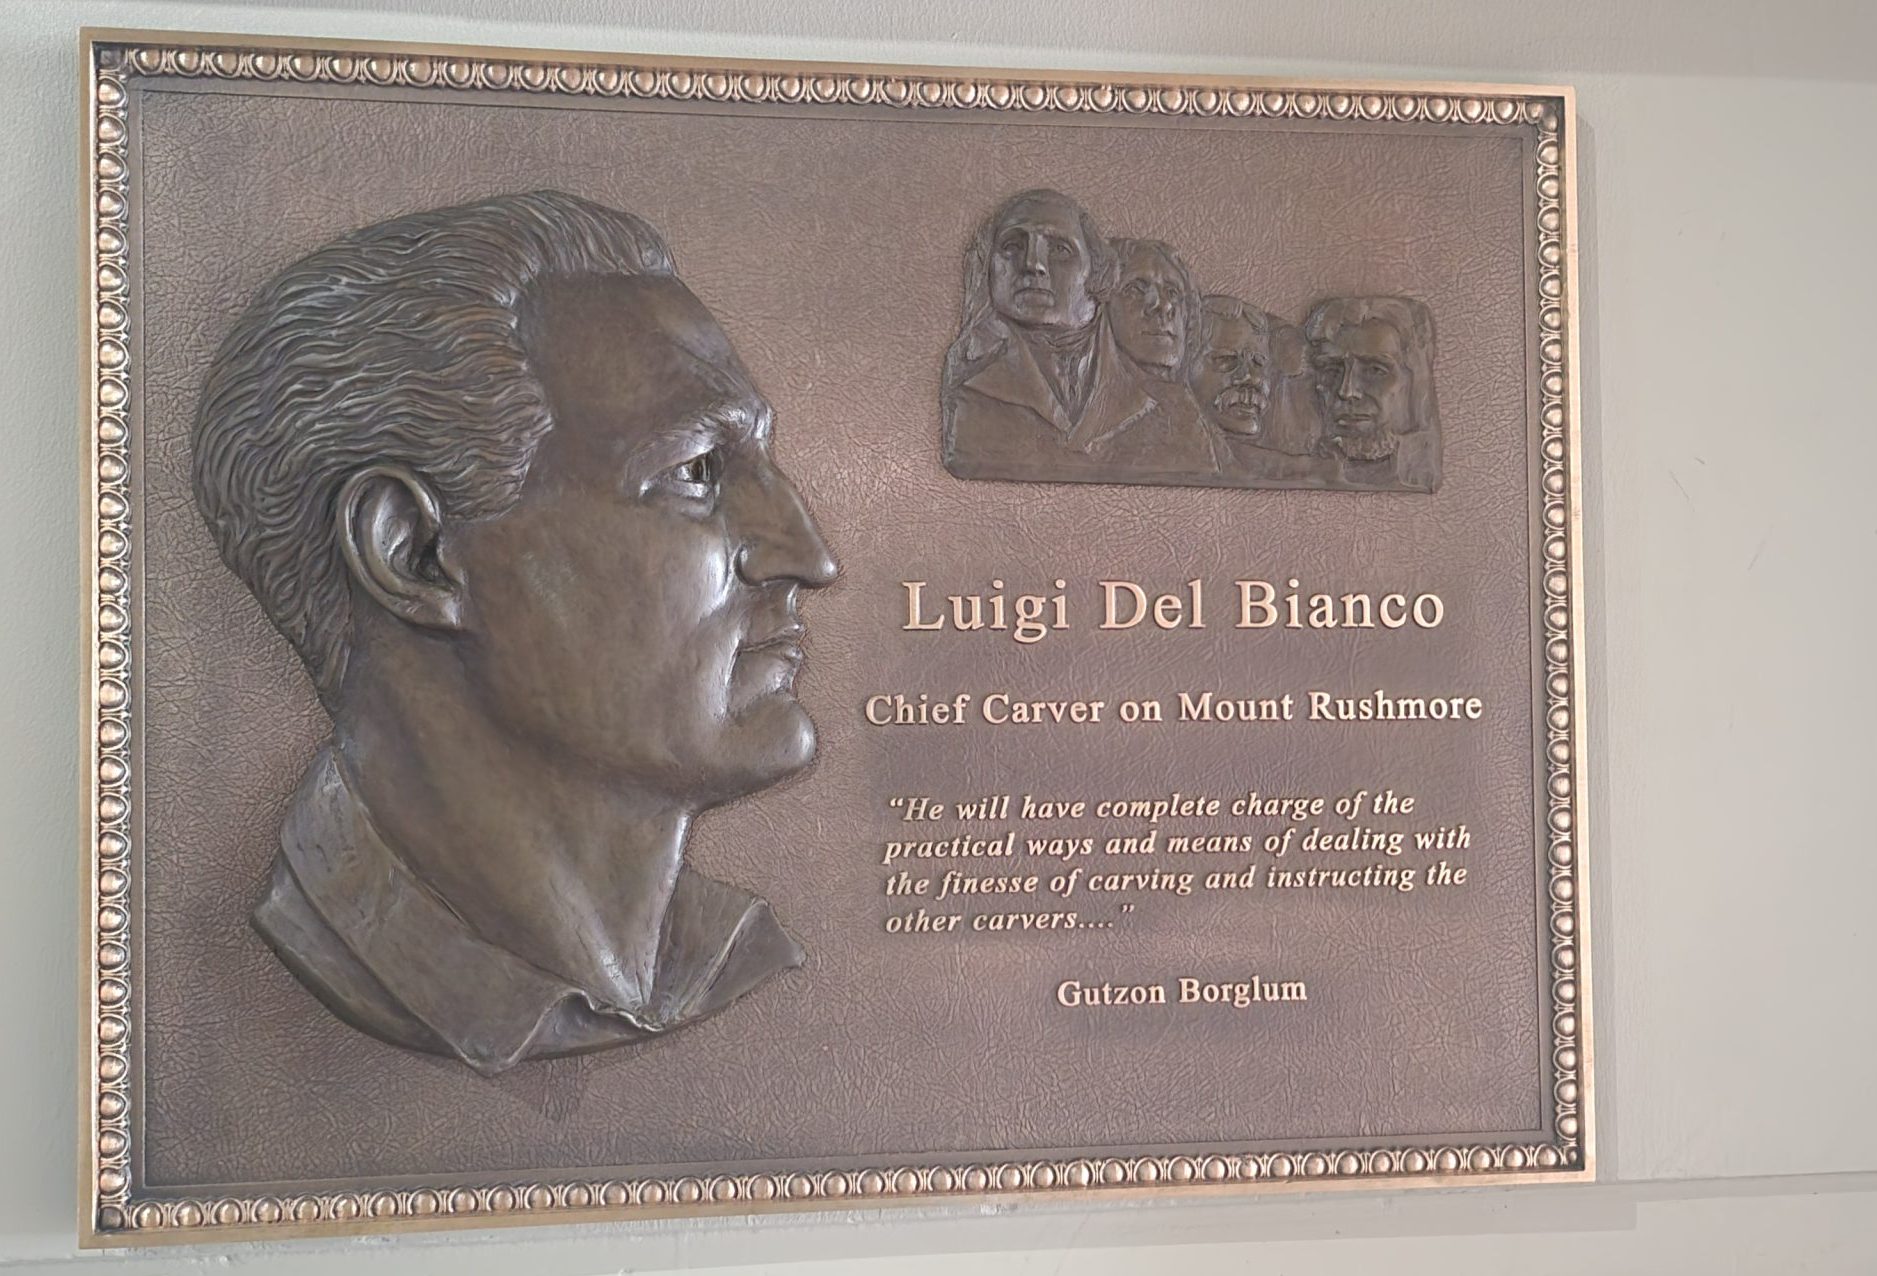 Luigi Del Bianco
Chief Carver on Mount Rushmore
“He will have complete charge of the
practical ways and means of dealing with
the finesse of carving and instructing the
other carvers....”
Gutzon Borglum